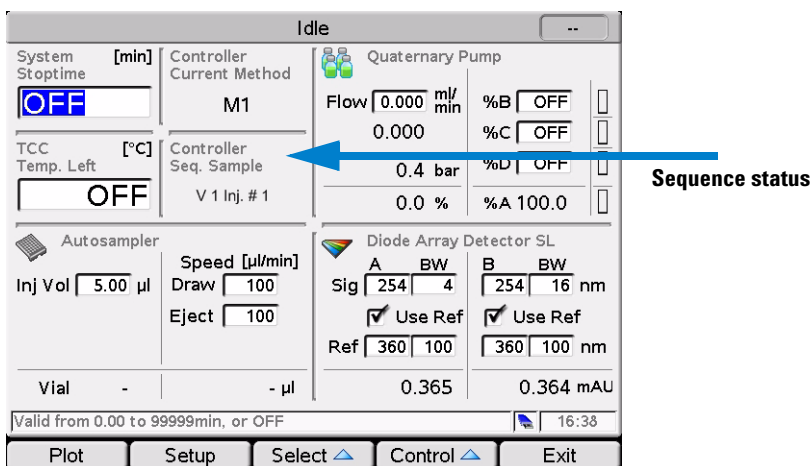 Idle
--
System [min]
Stoptime
OFF
Controller
Current Method
M1
TCC [°C]
Temp. Left
OFF
Controller
Seq. Sample
V 1 Inj. # 1
Quaternary Pump
Flow 0.000 ml/min
0.000
0.4 bar
0.0 %
%B OFF
%C OFF
%D OFF
%A 100.0
Sequence status
Autosampler
Inj Vol 5.00 µl
Speed [µl/min]
Draw 100
Eject 100
Vial -
- µl
Diode Array Detector SL
A BW B BW
Sig 254 4 254 16 nm
Use Ref Use Ref
Ref 360 100 360 100 nm
0.365 0.364 mAU
Valid from 0.00 to 99999min, or OFF
16:38
Plot Setup Select Control Exit